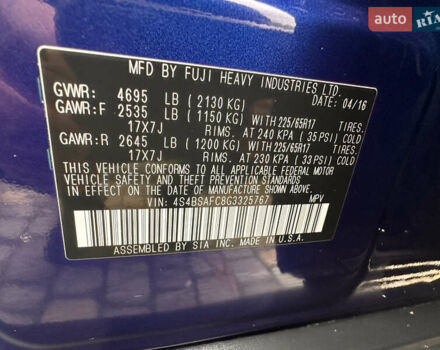 RIA
MFD BY FUJI HEAVY INDUSTRIES LTD.
GVWR: 4695 LB (2130 KG) DATE: 04/16
GAWR:F 2535 LB (1150 KG) WITH 225/65R17 TIRES.
17X7J RIMS. AT 240 KPA (35 PSI) COLD
GAWR:R 2645 LB (1200 KG) WITH 225/65R17 TIRES.
17X7J RIMS. AT 230 KPA (33 PSI) COLD
THIS VEHICLE CONFORMS TO ALL APPLICABLE FEDERAL
MOTOR VEHICLE SAFETY, BUMPER, AND THEFT PREVENTION STANDARDS
IN EFFECT ON THE DATE OF MANUFACTURE SHOWN ABOVE.
VIN: 4S4BSAFC8G3325767 MPV
ASSEMBLED BY SIA INC. MADE IN U.S.A.